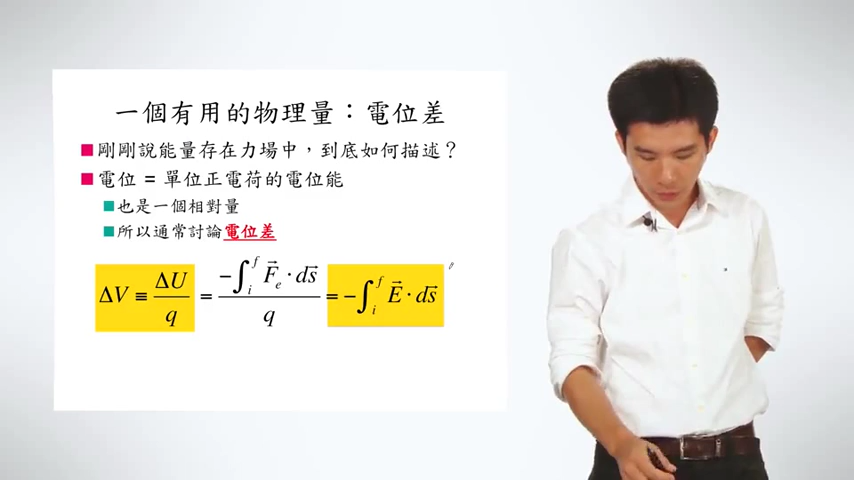 一個有用的物理量：電位差
剛剛說能量存在力場中，到底如何描述？
電位 = 單位正電荷的電位能
也是一個相對量
所以通常討論電位差
ΔV ≡ ΔU/q = −∫ᵢᶠ F⃗ₑ · ds⃗ / q = −∫ᵢᶠ E⃗ · ds⃗